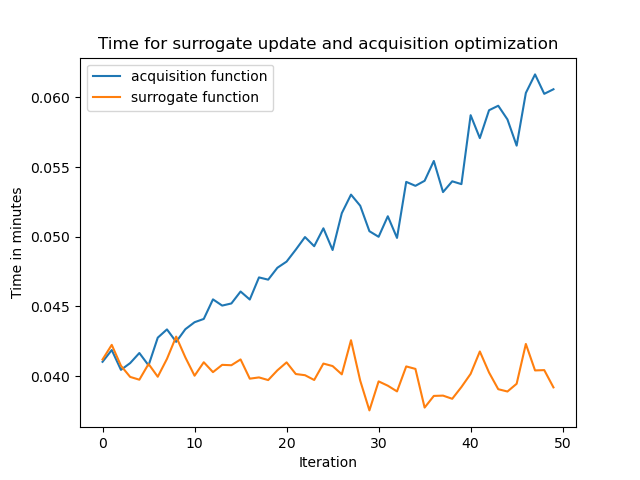 Time for surrogate update and acquisition optimization
acquisition function
surrogate function
0.060
0.055
0.050
0.045
0.040
Time in minutes
0 10 20 30 40 50
Iteration